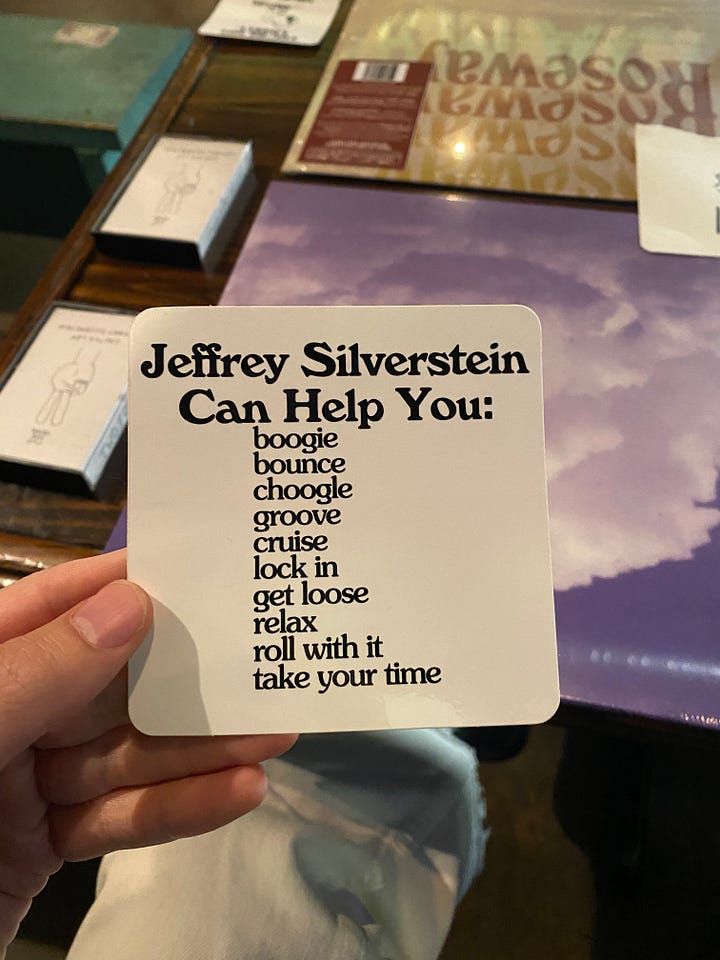 Jeffrey Silverstein
Can Help You:
boogie
bounce
choogle
groove
cruise
lock in
get loose
relax
roll with it
take your time
Roseway
Roseway
Roseway